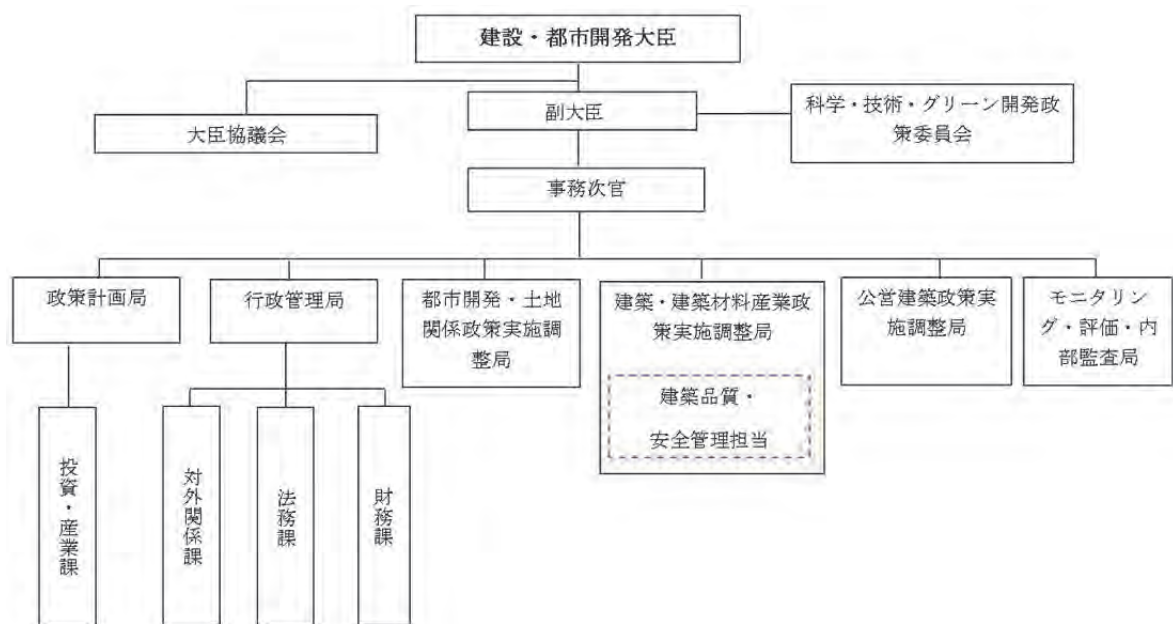 建設・都市開発大臣
大臣協議会
副大臣
科学・技術・グリーン開発政
策委員会
事務次官
政策計画局
行政管理局
都市開発・土地
関係政策実施調
整局
建築・建築材料産業政
策実施調整局
建築品質・
安全管理担当
公営建築政策実
施調整局
モニタリン
グ・評価・内
部監査局
投資・産業課
対外関係課
法務課
財務課